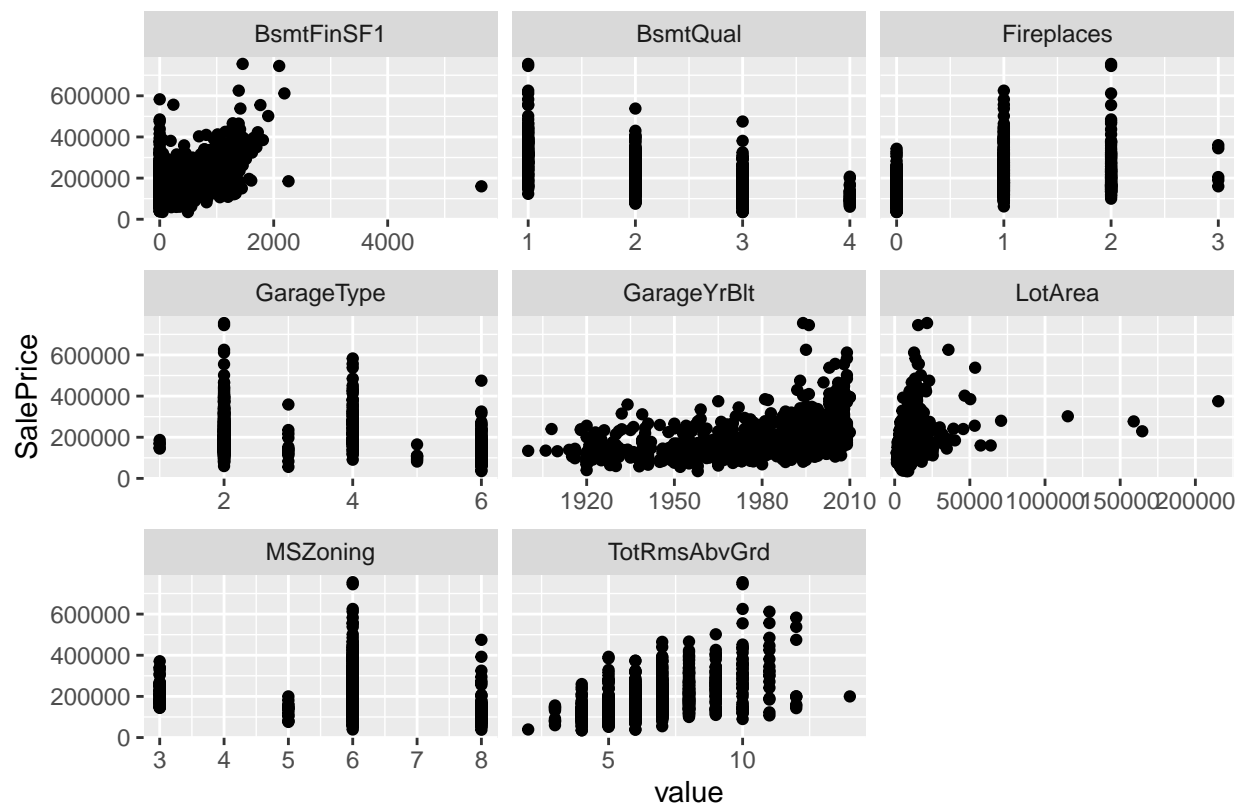 BsmtFinSF1 BsmtQual Fireplaces
600000
400000
200000
0
0 2000 4000 1 2 3 4 0 1 2 3
GarageType GarageYrBlt LotArea
600000
400000
200000
0
2 4 6 1920 1950 1980 2010 0 50000 100000 150000 200000
MSZoning TotRmsAbvGrd
600000
400000
200000
0
3 4 5 6 7 8 5 10
SalePrice
value